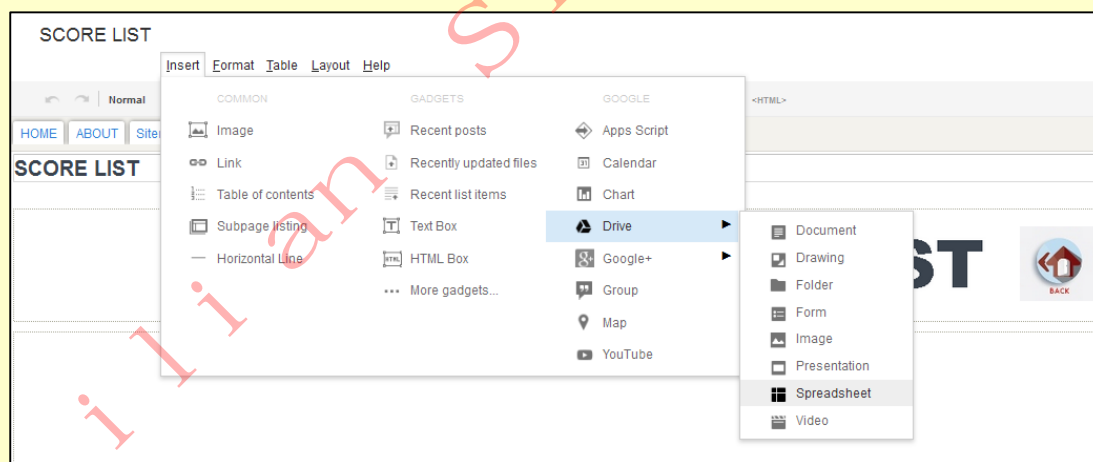 SCORE LIST
Insert Format Table Layout Help
Normal
<HTML>
HOME ABOUT
SCORE LIST
COMMON
Image
Link
Table of contents
Subpage listing
Horizontal Line
GADGETS
Recent posts
Recently updated files
Recent list items
Text Box
HTML Box
More gadgets...
GOOGLE
Apps Script
Calendar
Chart
Drive
Google+
Group
Map
YouTube
Document
Drawing
Folder
Form
Image
Presentation
Spreadsheet
Video
ST
BACK
i l i a n s